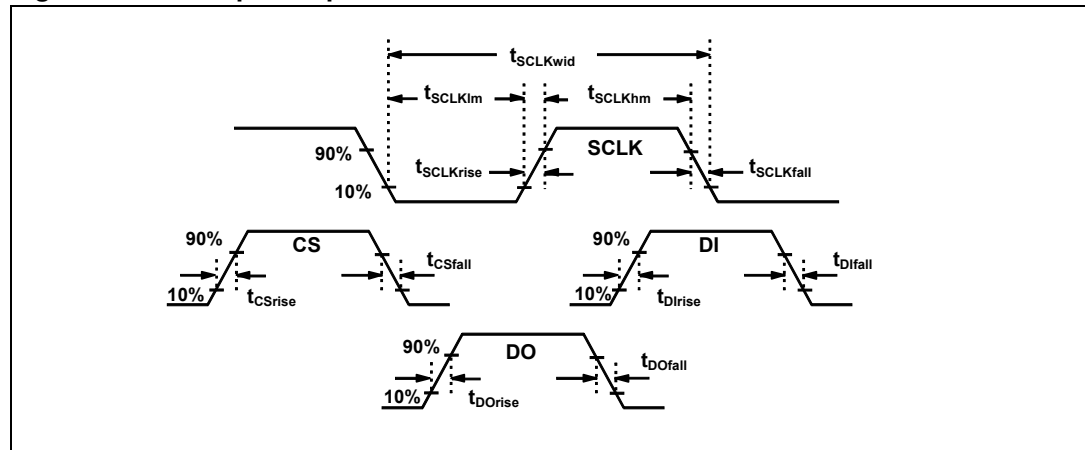 tSCLKwid
tSCLKlm
tSCLKhm
90%
SCLK
tSCLKrise
tSCLKfall
10%
90%
CS
tCSfall
10%
tCSrise
90%
DI
tDIfall
10%
tDIrise
90%
DO
tDOfall
10%
tDOrise